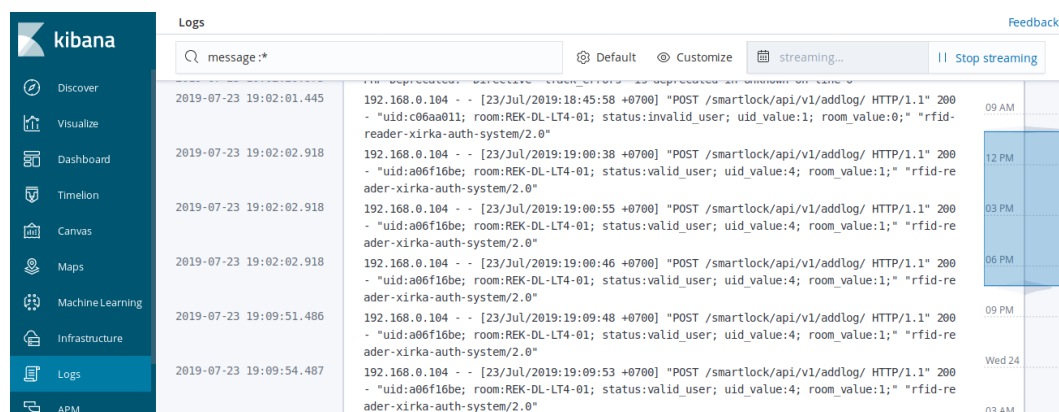 Logs
Feedback
kibana
message:*
Default
Customize
streaming...
Stop streaming
Discover
Visualize
Dashboard
Timelion
Canvas
Maps
Machine Learning
Infrastructure
Logs
APM
PHP Deprecated: Directive 'track_errors' is deprecated in Unknown on line 0
2019-07-23 19:02:01.445
192.168.0.104 - - [23/Jul/2019:18:45:58 +0700] "POST /smartlock/api/v1/addlog/ HTTP/1.1" 200
- "uid:c06aa011; room:REK-DL-LT4-01; status:invalid_user; uid_value:1; room_value:0;" "rfid-
reader-xirka-auth-system/2.0"
2019-07-23 19:02:02.918
192.168.0.104 - - [23/Jul/2019:19:00:38 +0700] "POST /smartlock/api/v1/addlog/ HTTP/1.1" 200
- "uid:a06f16be; room:REK-DL-LT4-01; status:valid_user; uid_value:4; room_value:1;" "rfid-re
ader-xirka-auth-system/2.0"
2019-07-23 19:02:02.918
192.168.0.104 - - [23/Jul/2019:19:00:55 +0700] "POST /smartlock/api/v1/addlog/ HTTP/1.1" 200
- "uid:a06f16be; room:REK-DL-LT4-01; status:valid_user; uid_value:4; room_value:1;" "rfid-re
ader-xirka-auth-system/2.0"
2019-07-23 19:02:02.918
192.168.0.104 - - [23/Jul/2019:19:00:46 +0700] "POST /smartlock/api/v1/addlog/ HTTP/1.1" 200
- "uid:a06f16be; room:REK-DL-LT4-01; status:valid_user; uid_value:4; room_value:1;" "rfid-re
ader-xirka-auth-system/2.0"
2019-07-23 19:09:51.486
192.168.0.104 - - [23/Jul/2019:19:09:48 +0700] "POST /smartlock/api/v1/addlog/ HTTP/1.1" 200
- "uid:a06f16be; room:REK-DL-LT4-01; status:valid_user; uid_value:4; room_value:1;" "rfid-re
ader-xirka-auth-system/2.0"
2019-07-23 19:09:54.487
192.168.0.104 - - [23/Jul/2019:19:09:53 +0700] "POST /smartlock/api/v1/addlog/ HTTP/1.1" 200
- "uid:a06f16be; room:REK-DL-LT4-01; status:valid_user; uid_value:4; room_value:1;" "rfid-re
ader-xirka-auth-system/2.0"
09 AM
12 PM
03 PM
06 PM
09 PM
Wed 24
03 AM